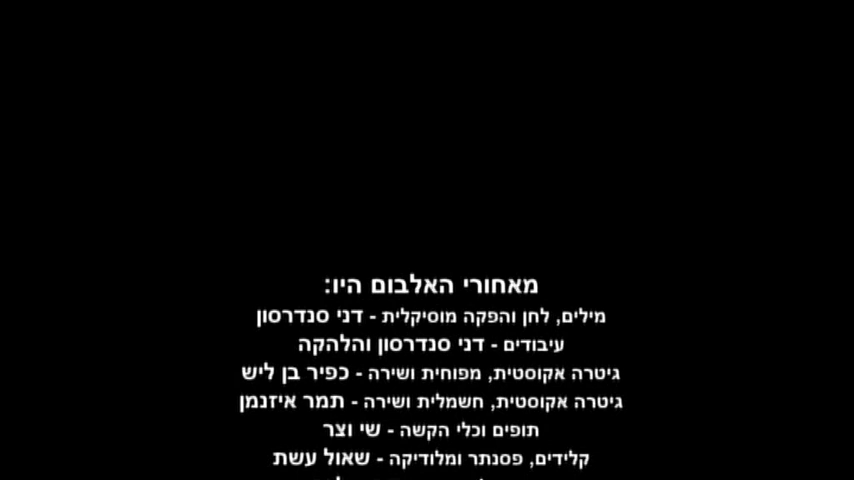 מאחורי האלבום היו:
מילים, לחן והפקה מוסיקלית - דני סנדרסון
עיבודים - דני סנדרסון והלהקה
גיטרה אקוסטית, מפוחית ושירה - כפיר בן ליש
גיטרה אקוסטית, חשמלית ושירה - תמר איזנמן
תופים וכלי הקשה - שי וצר
קלידים, פסנתר ומלודיקה - שאול עשת